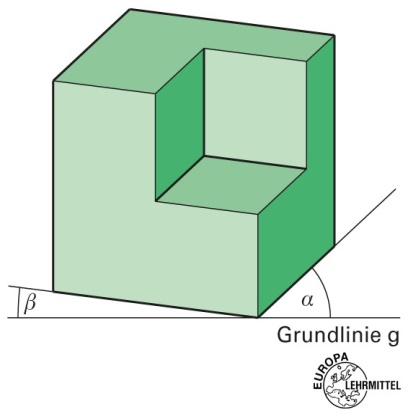 β
α
Grundlinie g
EUROPA
LEHRMITTEL